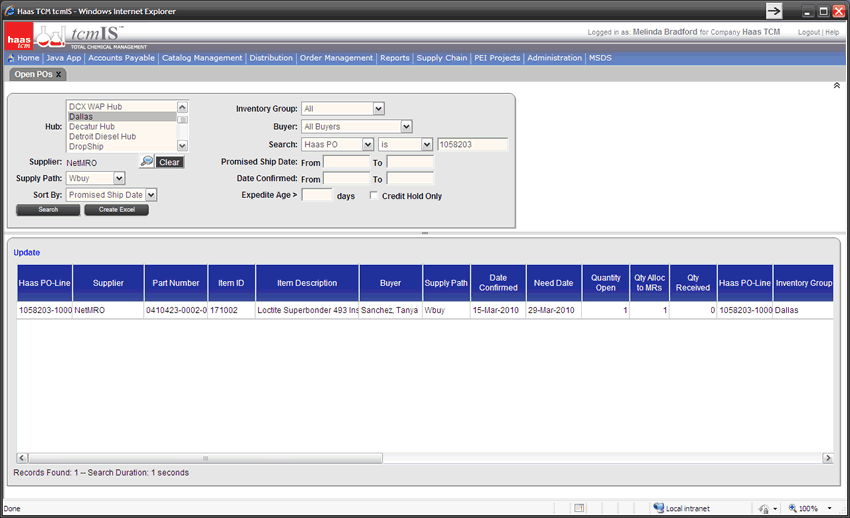 Haas TCM tcmIS - Windows Internet Explorer
haas tcm
tcmIS™
TOTAL CHEMICAL MANAGEMENT
Logged in as: Melinda Bradford for Company Haas TCM
Logout | Help
Home | Java App | Accounts Payable | Catalog Management | Distribution | Order Management | Reports | Supply Chain | PEI Projects | Administration | MSDS
Open POs x
Hub: DCX WAP Hub
Dallas
Decatur Hub
Detroit Diesel Hub
DropShip
Supplier: NetMRO Clear
Supply Path: Wbuy
Sort By: Promised Ship Date
Search Create Excel
Inventory Group: All
Buyer: All Buyers
Search: Haas PO is 1058203
Promised Ship Date: From To
Date Confirmed: From To
Expedite Age > days Credit Hold Only
Update
Haas PO-Line Supplier Part Number Item ID Item Description Buyer Supply Path Date Confirmed Need Date Quantity Open Qty Alloc to MRs Qty Received Haas PO-Line Inventory Group
1058203-1000 NetMRO 0410423-0002-0 171002 Loctite Superbonder 493 Ins Sanchez, Tanya Wbuy 15-Mar-2010 29-Mar-2010 1 1 0 1058203-1000 Dallas
Records Found: 1 -- Search Duration: 1 seconds
Done
Local intranet
100%